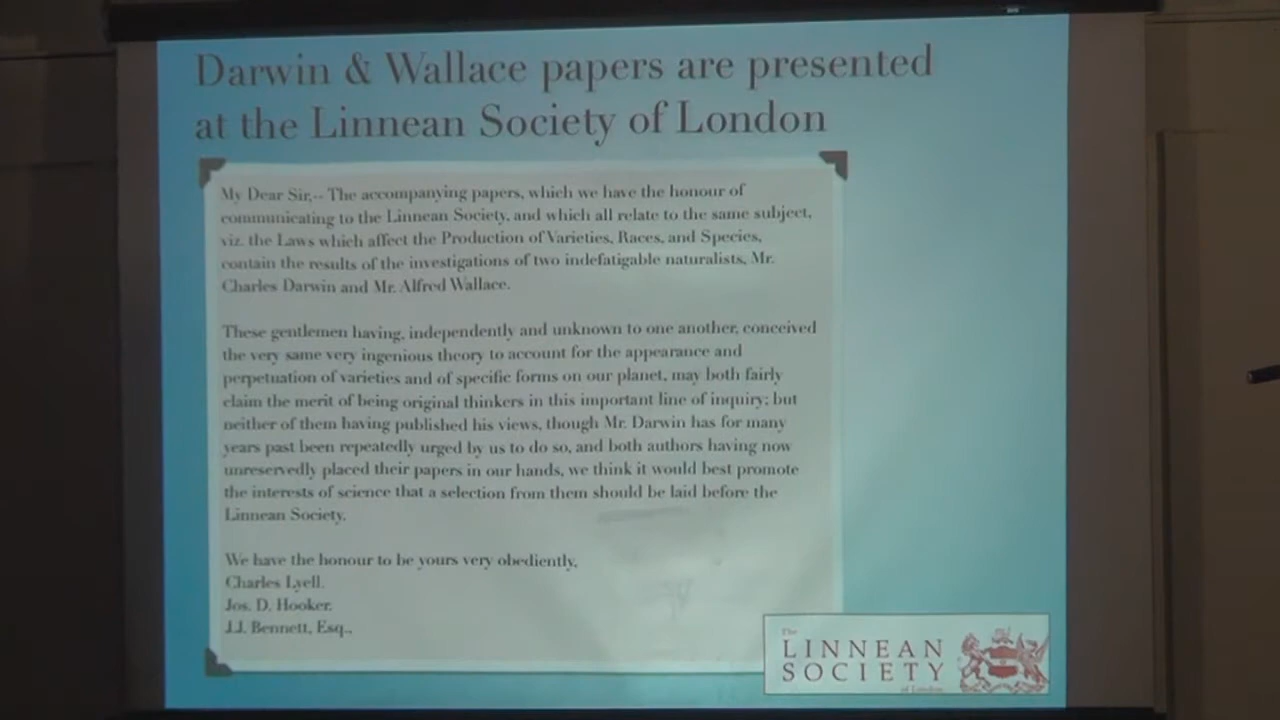 Darwin & Wallace papers are presented
at the Linnean Society of London
My Dear Sir,-- The accompanying papers, which we have the honour of
communicating to the Linnean Society, and which all relate to the same subject,
viz. the Laws which affect the Production of Varieties, Races, and Species,
contain the results of the investigations of two indefatigable naturalists, Mr.
Charles Darwin and Mr. Alfred Wallace.
These gentlemen having, independently and unknown to one another, conceived
the very same very ingenious theory to account for the appearance and
perpetuation of varieties and of specific forms on our planet, may both fairly
claim the merit of being original thinkers in this important line of inquiry; but
neither of them having published his views, though Mr. Darwin has for many
years past been repeatedly urged by us to do so, and both authors having now
unreservedly placed their papers in our hands, we think it would best promote
the interests of science that a selection from them should be laid before the
Linnean Society.
We have the honour to be yours very obediently,
Charles Lyell.
Jos. D. Hooker.
J.J. Bennett, Esq.,
The
LINNEAN
SOCIETY
of London